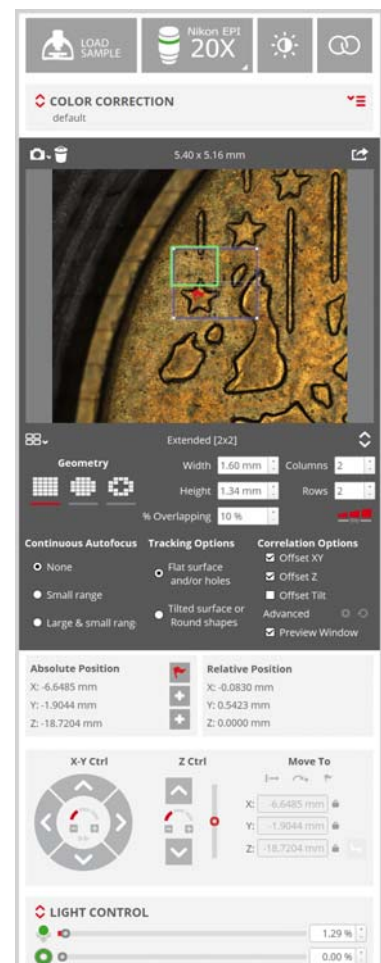 LOAD SAMPLE
Nikon EPI
20X
COLOR CORRECTION
default
5.40 x 5.16 mm
Extended [2x2]
Geometry
Width 1.60 mm Columns 2
Height 1.34 mm Rows 2
% Overlapping 10 %
Continuous Autofocus Tracking Options Correlation Options
None Flat surface and/or holes Offset XY
Offset Z
Small range Offset Tilt
Tilted surface or Round shapes Advanced
Large & small rang Preview Window
Absolute Position Relative Position
X: -6.6485 mm X: -0.0830 mm
Y: -1.9044 mm Y: 0.5423 mm
Z: -18.7204 mm Z: 0.0000 mm
X-Y Ctrl Z Ctrl Move To
X: -6.6485 mm
Y: -1.9044 mm
Z: -18.7204 mm
LIGHT CONTROL
1.29 %
0.00 %